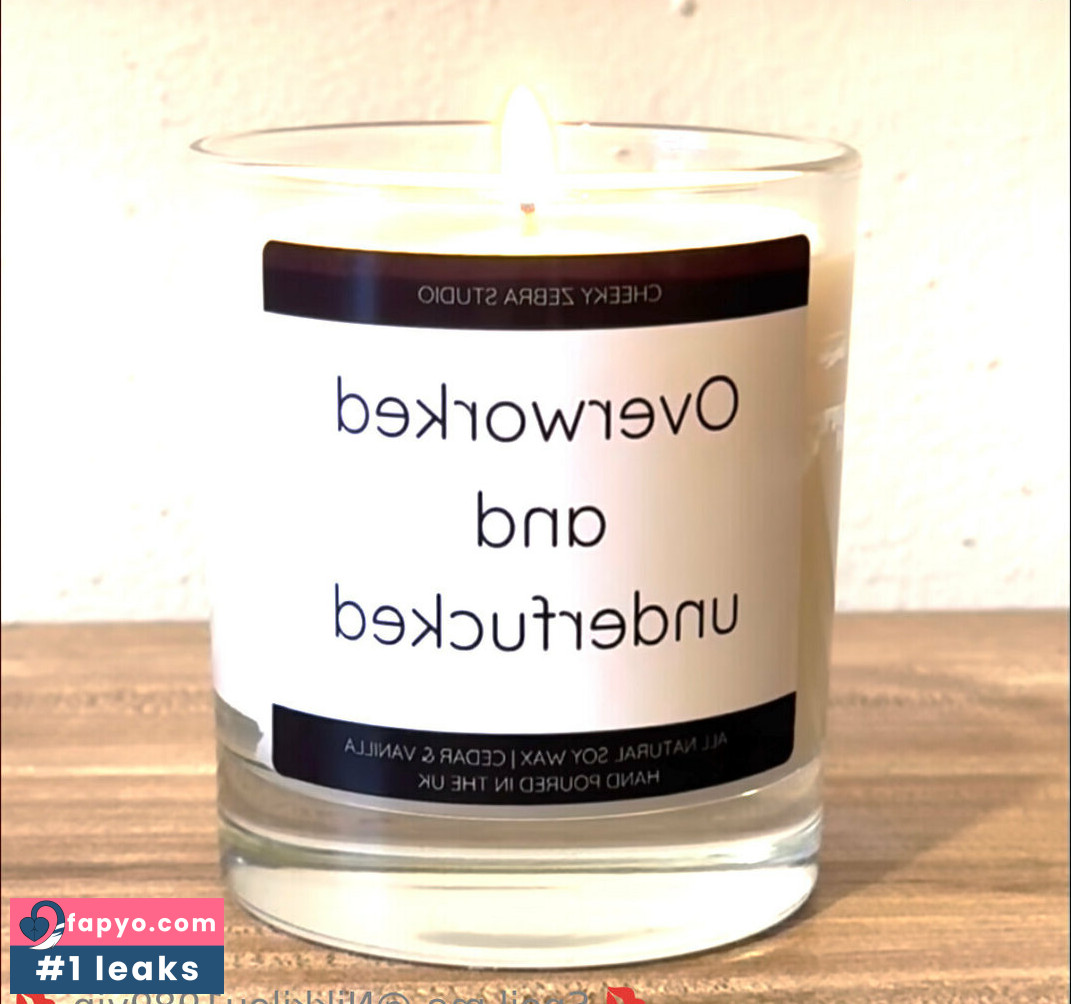 CHEEKY ZEBRA STUDIO
Overworked
and
underfucked
ALL NATURAL SOY WAX | CEDAR & VANILLA
HAND POURED IN THE UK
fapyo.com
#1 leaks